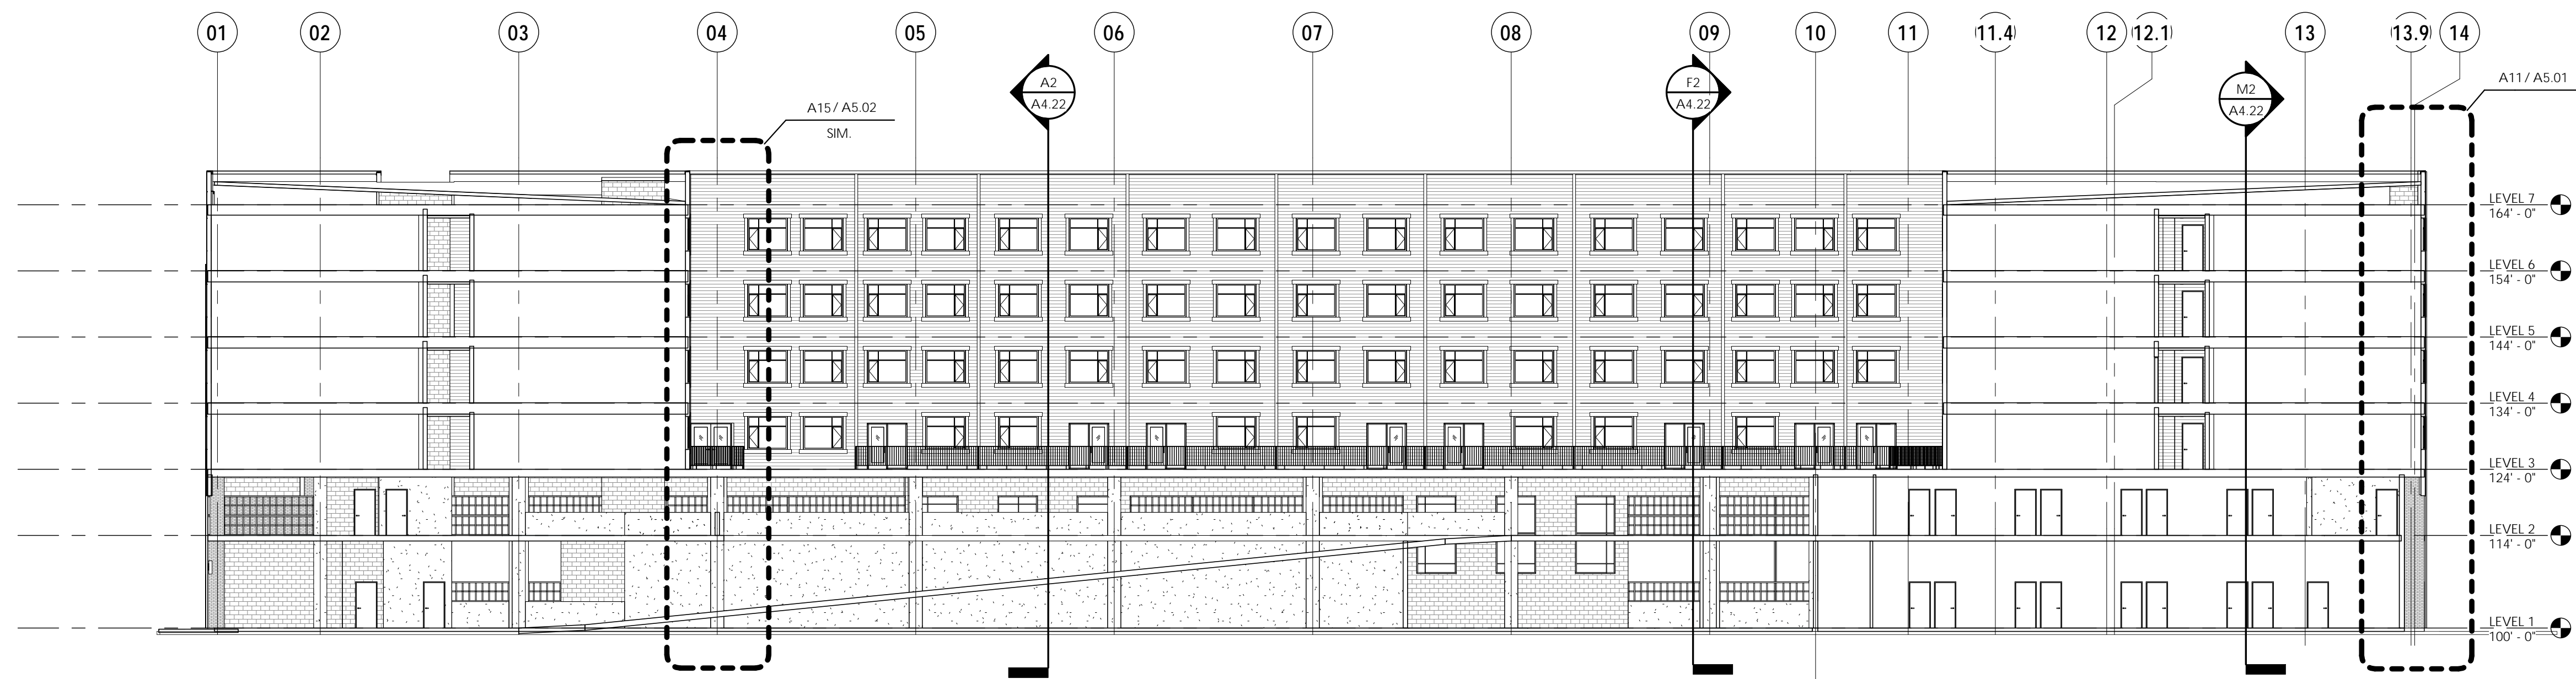 01 02 03 04 05 06 07 08 09 10 11 11.4 12 12.1 13 13.9 14
A15 / A5.02
SIM.
A2
A4.22
F2
A4.22
M2
A4.22
A11 / A5.01
LEVEL 7
164' - 0"
LEVEL 6
154' - 0"
LEVEL 5
144' - 0"
LEVEL 4
134' - 0"
LEVEL 3
124' - 0"
LEVEL 2
114' - 0"
LEVEL 1
100' - 0"